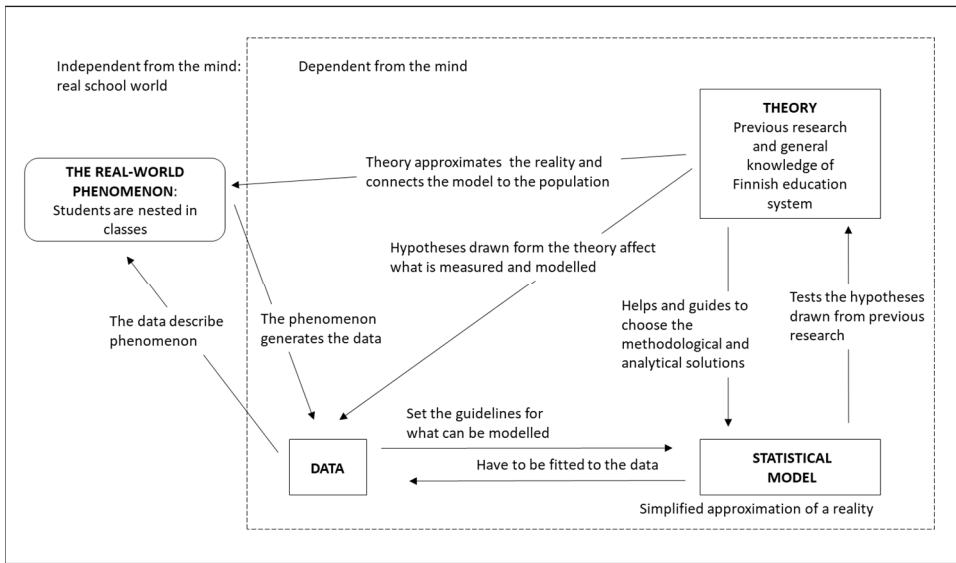 Independent from the mind:
real school world
Dependent from the mind
THEORY
Previous research
and general
knowledge of
Finnish education
system
THE REAL-WORLD
PHENOMENON:
Students are nested in
classes
Theory approximates the reality and
connects the model to the population
Hypotheses drawn form the theory affect
what is measured and modelled
The data describe
phenomenon
The phenomenon
generates the data
Helps and guides to
choose the
methodological and
analytical solutions
Tests the hypotheses
drawn from previous
research
Set the guidelines for
what can be modelled
Have to be fitted to the data
DATA
STATISTICAL
MODEL
Simplified approximation of a reality